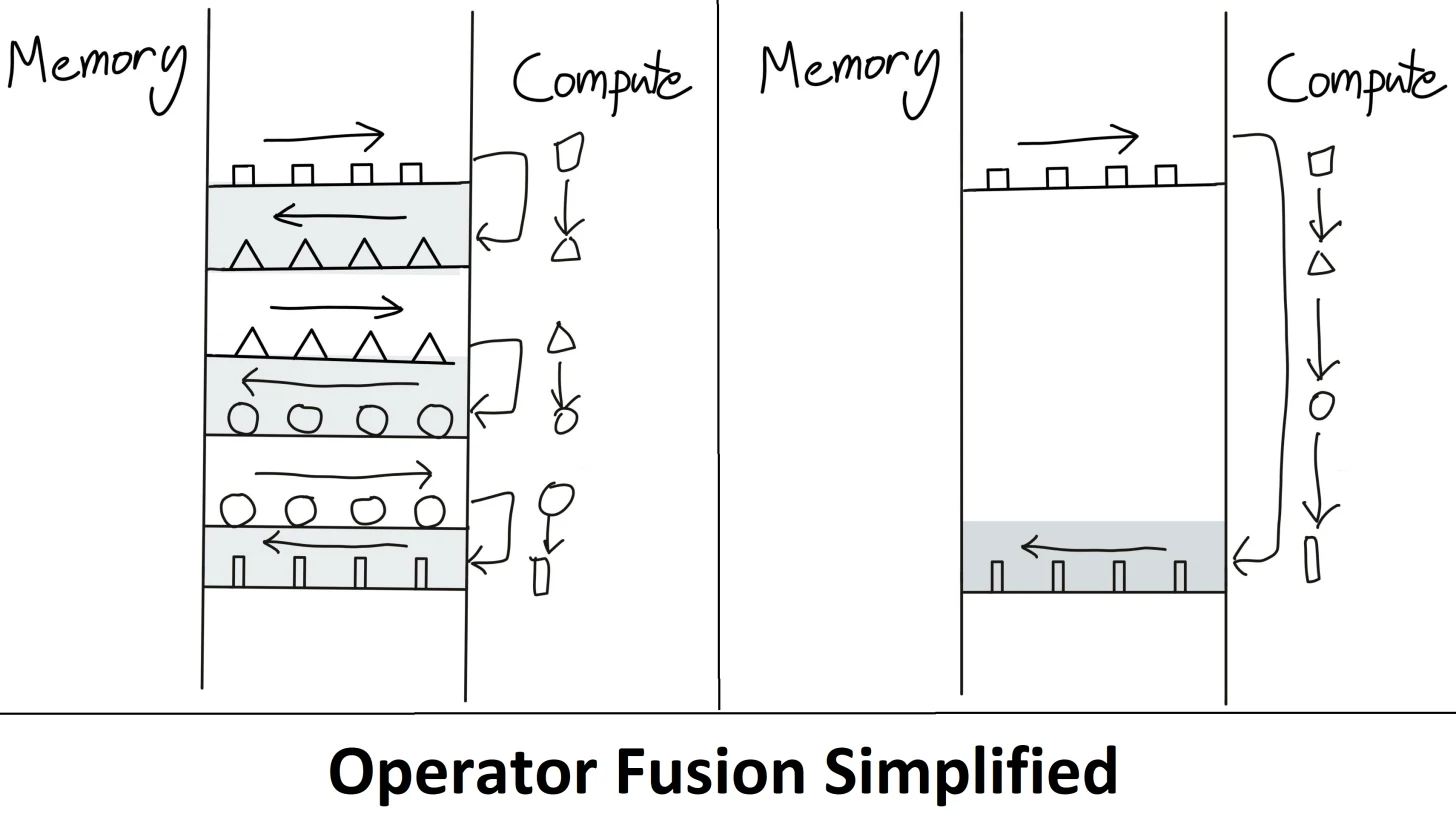 Memory
Compute
Memory
Compute
Operator Fusion Simplified